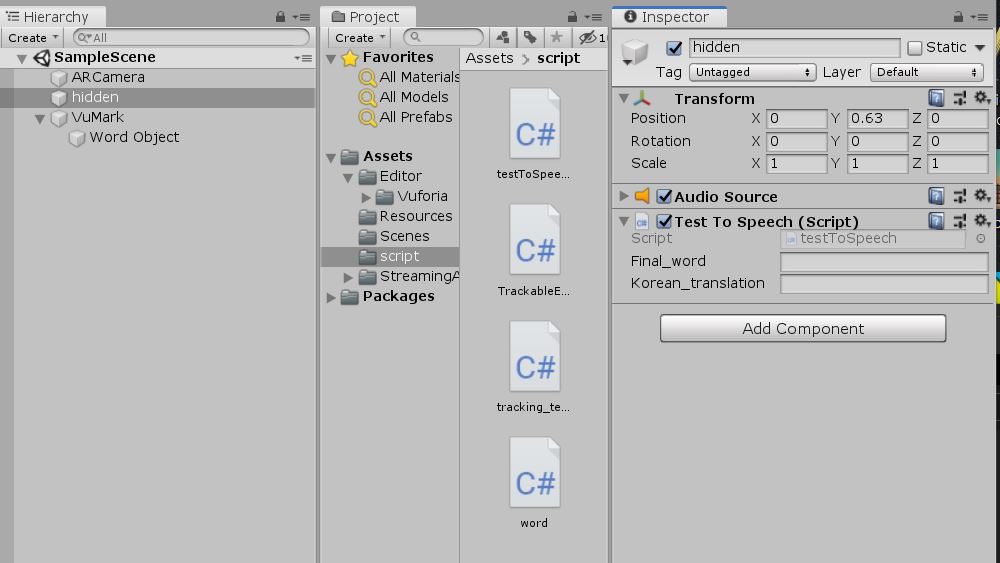 Hierarchy
Create
All
SampleScene
ARCamera
hidden
VuMark
Word Object
Project
Create
Favorites
All Materials
All Models
All Prefabs
Assets
Editor
Vuforia
Resources
Scenes
script
StreamingA
Packages
Assets > script
C#
testToSpee...
C#
TrackableE...
C#
tracking_te...
C#
word
Inspector
hidden
Static
Tag Untagged Layer Default
Transform
Position X 0 Y 0.63 Z 0
Rotation X 0 Y 0 Z 0
Scale X 1 Y 1 Z 1
Audio Source
Test To Speech (Script)
Script testToSpeech
Final_word
Korean_translation
Add Component